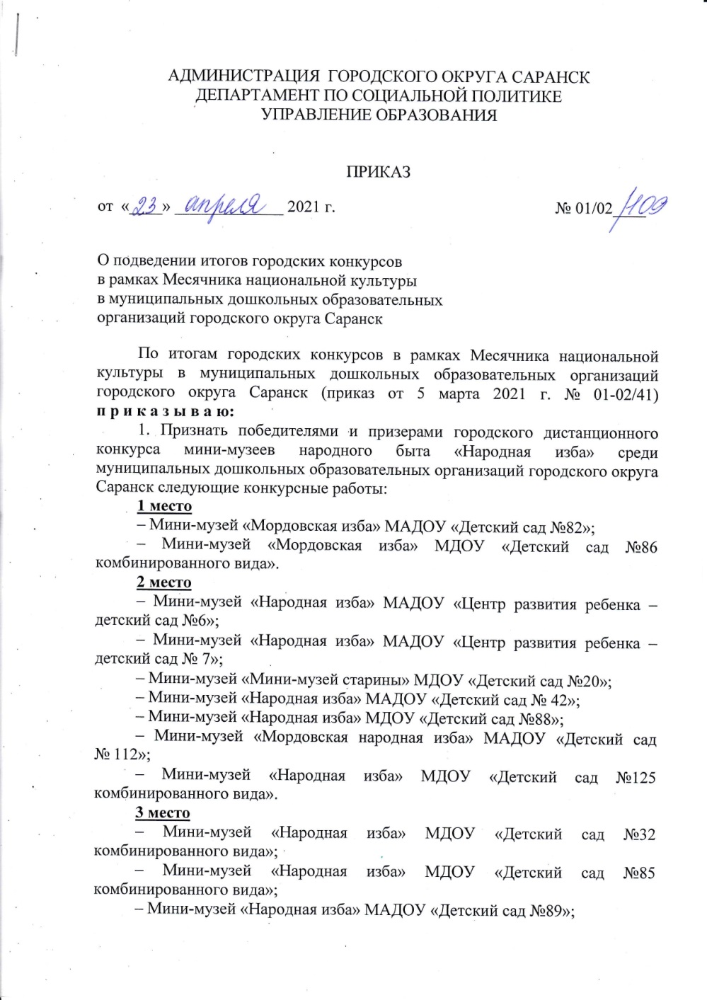 АДМИНИСТРАЦИЯ ГОРОДСКОГО ОКРУГА САРАНСК
ДЕПАРТАМЕНТ ПО СОЦИАЛЬНОЙ ПОЛИТИКЕ
УПРАВЛЕНИЕ ОБРАЗОВАНИЯ
ПРИКАЗ
от «23» апреля 2021 г. № 01/02/109
О подведении итогов городских конкурсов
в рамках Месячника национальной культуры
в муниципальных дошкольных образовательных
организаций городского округа Саранск
По итогам городских конкурсов в рамках Месячника национальной
культуры в муниципальных дошкольных образовательных организаций
городского округа Саранск (приказ от 5 марта 2021 г. № 01-02/41)
п р и к а з ы в а ю:
1. Признать победителями и призерами городского дистанционного
конкурса мини-музеев народного быта «Народная изба» среди
муниципальных дошкольных образовательных организаций городского округа
Саранск следующие конкурсные работы:
1 место
– Мини-музей «Мордовская изба» МАДОУ «Детский сад №82»;
– Мини-музей «Мордовская изба» МДОУ «Детский сад №86
комбинированного вида».
2 место
– Мини-музей «Народная изба» МАДОУ «Центр развития ребенка –
детский сад №6»;
– Мини-музей «Народная изба» МАДОУ «Центр развития ребенка –
детский сад № 7»;
– Мини-музей «Мини-музей старины» МДОУ «Детский сад №20»;
– Мини-музей «Народная изба» МАДОУ «Детский сад № 42»;
– Мини-музей «Народная изба» МДОУ «Детский сад №88»;
– Мини-музей «Мордовская народная изба» МАДОУ «Детский сад
№ 112»;
– Мини-музей «Народная изба» МДОУ «Детский сад №125
комбинированного вида».
3 место
– Мини-музей «Народная изба» МДОУ «Детский сад №32
комбинированного вида»;
– Мини-музей «Народная изба» МДОУ «Детский сад №85
комбинированного вида»;
– Мини-музей «Народная изба» МАДОУ «Детский сад №89»;